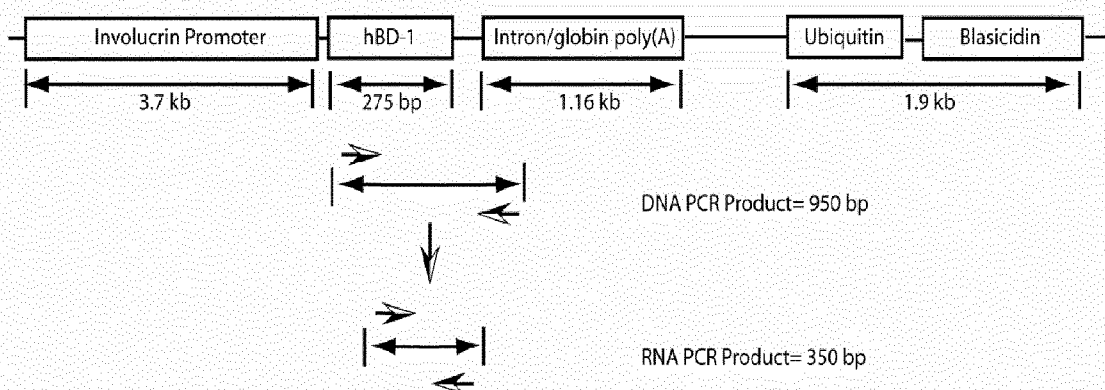 Involucrin Promoter hBD-1 Intron/globin poly(A) Ubiquitin Blasicidin
3.7 kb 275 bp 1.16 kb 1.9 kb
DNA PCR Product= 950 bp
RNA PCR Product= 350 bp